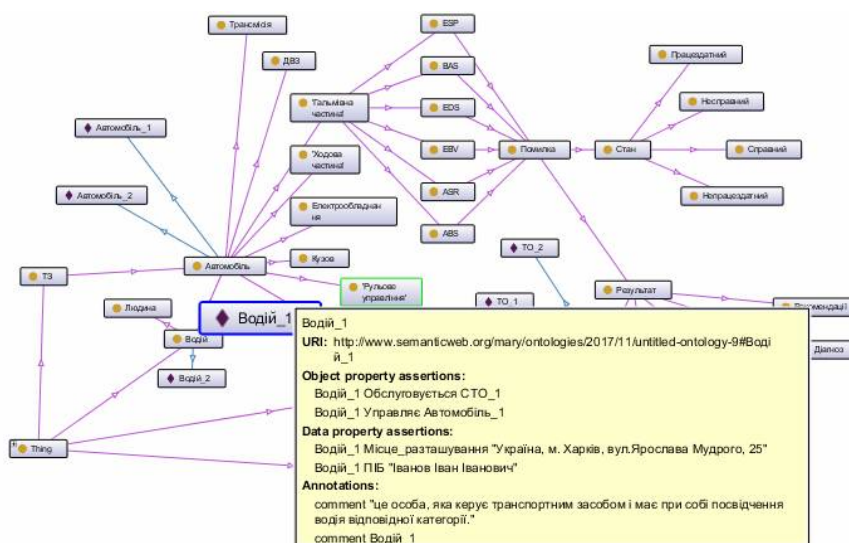 Трансмісія
ESP
ДВЗ
BAS
Працездатний
'Гальмівна
частина'
EDS
Несправний
Автомобіль_1
EBV
Помилка
Стан
Справний
'Ходова
частина'
ASR
Непрацездатний
Автомобіль_2
Електрообладнан
ня
ABS
ТО_2
Кузов
Автомобіль
ТЗ
'Рульове
управління'
Результат
ТО_1
Людина
Рекомендації
Водій_1
Водій
Діагноз
Водій_2
Thing
Водій_1
URI: http://www.semanticweb.org/mary/ontologies/2017/11/untitled-ontology-9#Воді
й_1
Object property assertions:
Водій_1 Обслуговується СТО_1
Водій_1 Управляє Автомобіль_1
Data property assertions:
Водій_1 Місце_разташування "Україна, м. Харків, вул.Ярослава Мудрого, 25"
Водій_1 ПІБ "Іванов Іван Іванович"
Annotations:
comment "це особа, яка керує транспортним засобом і має при собі посвідчення
водія відповідної категорії."
comment Водій_1